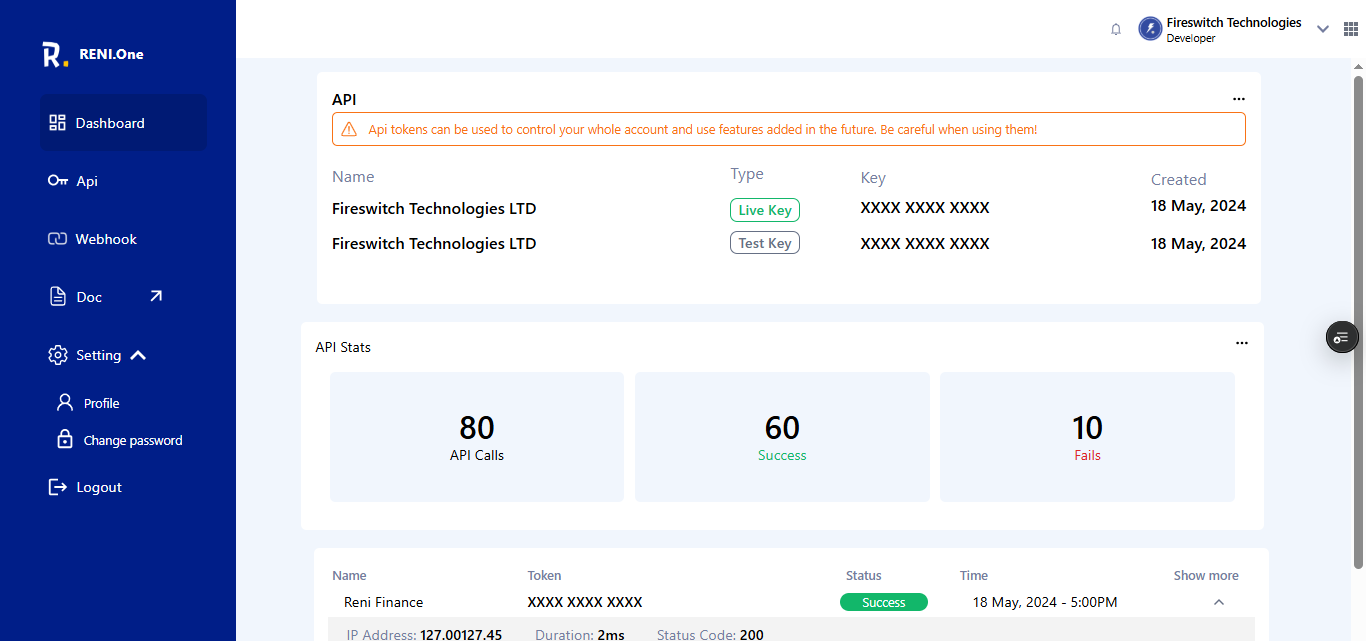 RENI.One
Dashboard
Api
Webhook
Doc
Setting
Profile
Change password
Logout
Fireswitch Technologies
Developer
API
Api tokens can be used to control your whole account and use features added in the future. Be careful when using them!
Name Type Key Created
Fireswitch Technologies LTD Live Key XXXX XXXX XXXX 18 May, 2024
Fireswitch Technologies LTD Test Key XXXX XXXX XXXX 18 May, 2024
API Stats
80 60 10
API Calls Success Fails
Name Token Status Time Show more
Reni Finance XXXX XXXX XXXX Success 18 May, 2024 - 5:00PM
IP Address: 127.00127.45 Duration: 2ms Status Code: 200